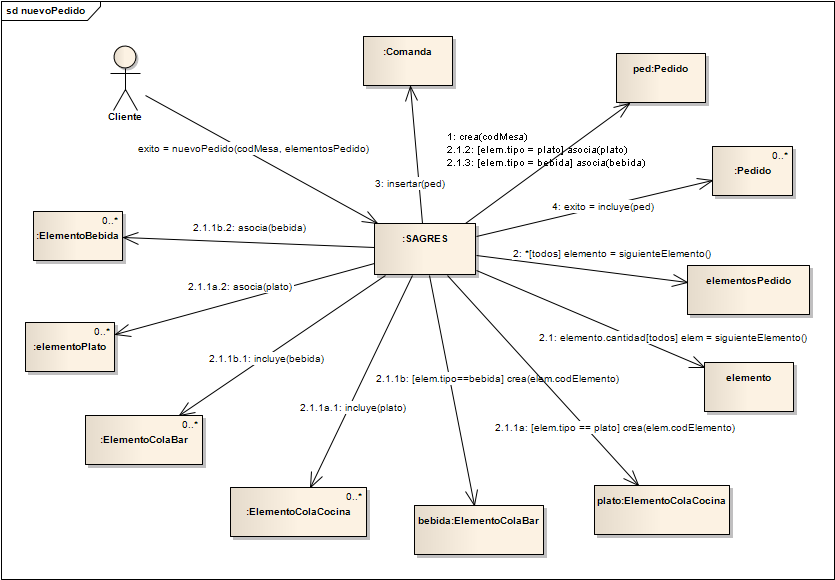 sd nuevoPedido
:Comanda
ped:Pedido
Cliente
1: crea(codMesa)
2.1.2: [elem.tipo = plato] asocia(plato)
2.1.3: [elem.tipo = bebida] asocia(bebida)
exito = nuevoPedido(codMesa, elementosPedido)
0..*
:Pedido
3: insertar(ped)
4: exito = incluye(ped)
0..*
:ElementoBebida
2.1.1b.2: asocia(bebida)
:SAGRES
2: *[todos] elemento = siguienteElemento()
elementosPedido
2.1.1a.2: asocia(plato)
0..*
:elementoPlato
2.1: elemento.cantidad[todos] elem = siguienteElemento()
2.1.1b.1: incluye(bebida)
2.1.1b: [elem.tipo==bebida] crea(elem.codElemento)
elemento
2.1.1a.1: incluye(plato)
0..*
:ElementoColaBar
2.1.1a: [elem.tipo == plato] crea(elem.codElemento)
0..*
:ElementoColaCocina
bebida:ElementoColaBar
plato:ElementoColaCocina